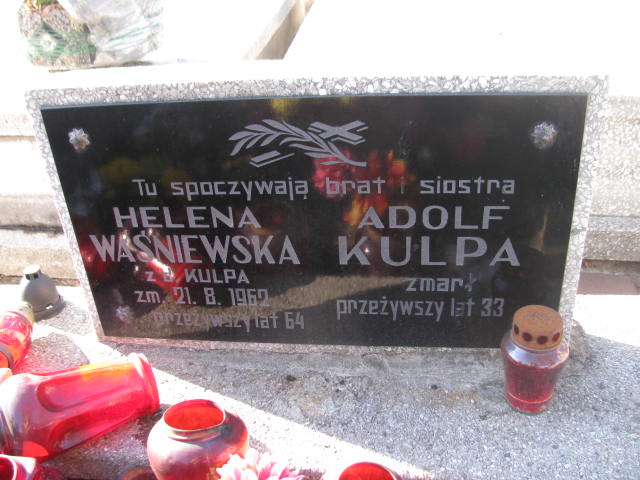 Tu spoczywają brat i siostra
HELENA
WAŚNIEWSKA
z D. KULPA
zm. 21. 8. 1962
przeżywszy lat 64
ADOLF
KULPA
zmarł
przeżywszy lat 33